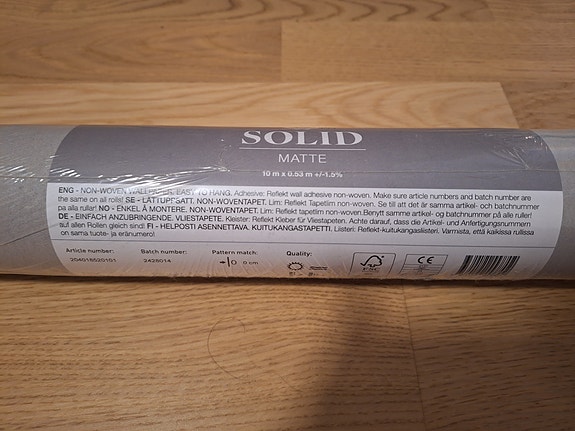 SOLID
MATTE
10 m x 0.53 m +/-1.5%
ENG - NON-WOVEN WALLPAPER. EASY TO HANG. Adhesive: Reflekt wall adhesive non-woven. Make sure article numbers and batch number are
the same on all rolls! SE - LÄTTUPPSATT. NON-WOVENTAPET. Lim: Reflekt Tapetlim non-woven. Se till att det är samma artikel- och batchnummer
på alla rullar! NO - ENKEL Å MONTERE. NON-WOVENTAPET. Lim: Reflekt tapetlim non-woven.Benytt samme artikel- og batchnummer på alle ruller!
DE - EINFACH ANZUBRINGENDE. VLIESTAPETE. Kleister: Reflekt Kleber für Vliestapeten. Achte darauf, dass die Artikel- und Anfertigungsnummern
auf allen Rollen gleich sind! FI - HELPOSTI ASENNETTAVA. KUITUKANGASTAPETTI. Liisteri: Reflekt-kuitukangasliisteri. Varmista, että kaikissa rullissa
on sama tuote- ja eränumero!
Article number: Batch number: Pattern match: Quality:
204016520101 2428014 0 0 cm
FSC CE